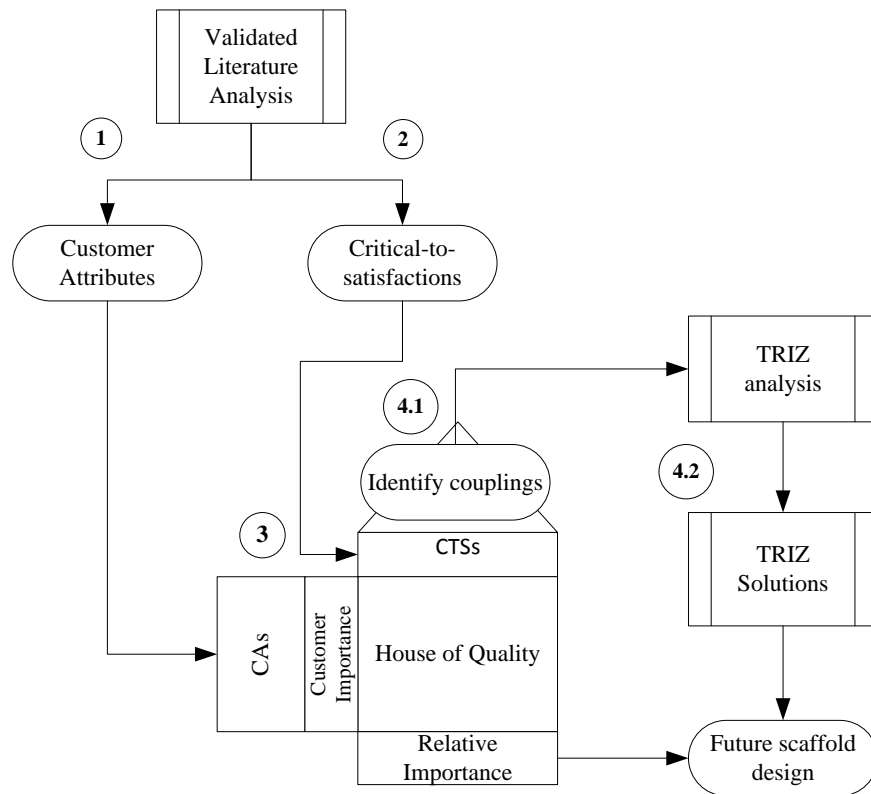 Validated
Literature
Analysis
1
2
Customer
Attributes
Critical-to-
satisfactions
TRIZ
analysis
4.1
Identify couplings
4.2
3
CTSs
TRIZ
Solutions
CAs
Customer
Importance
House of Quality
Relative
Importance
Future scaffold
design